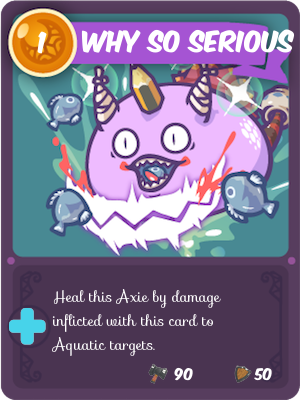 1 WHY SO SERIOUS
Heal this Axie by damage
inflicted with this card to
Aquatic targets.
90 50